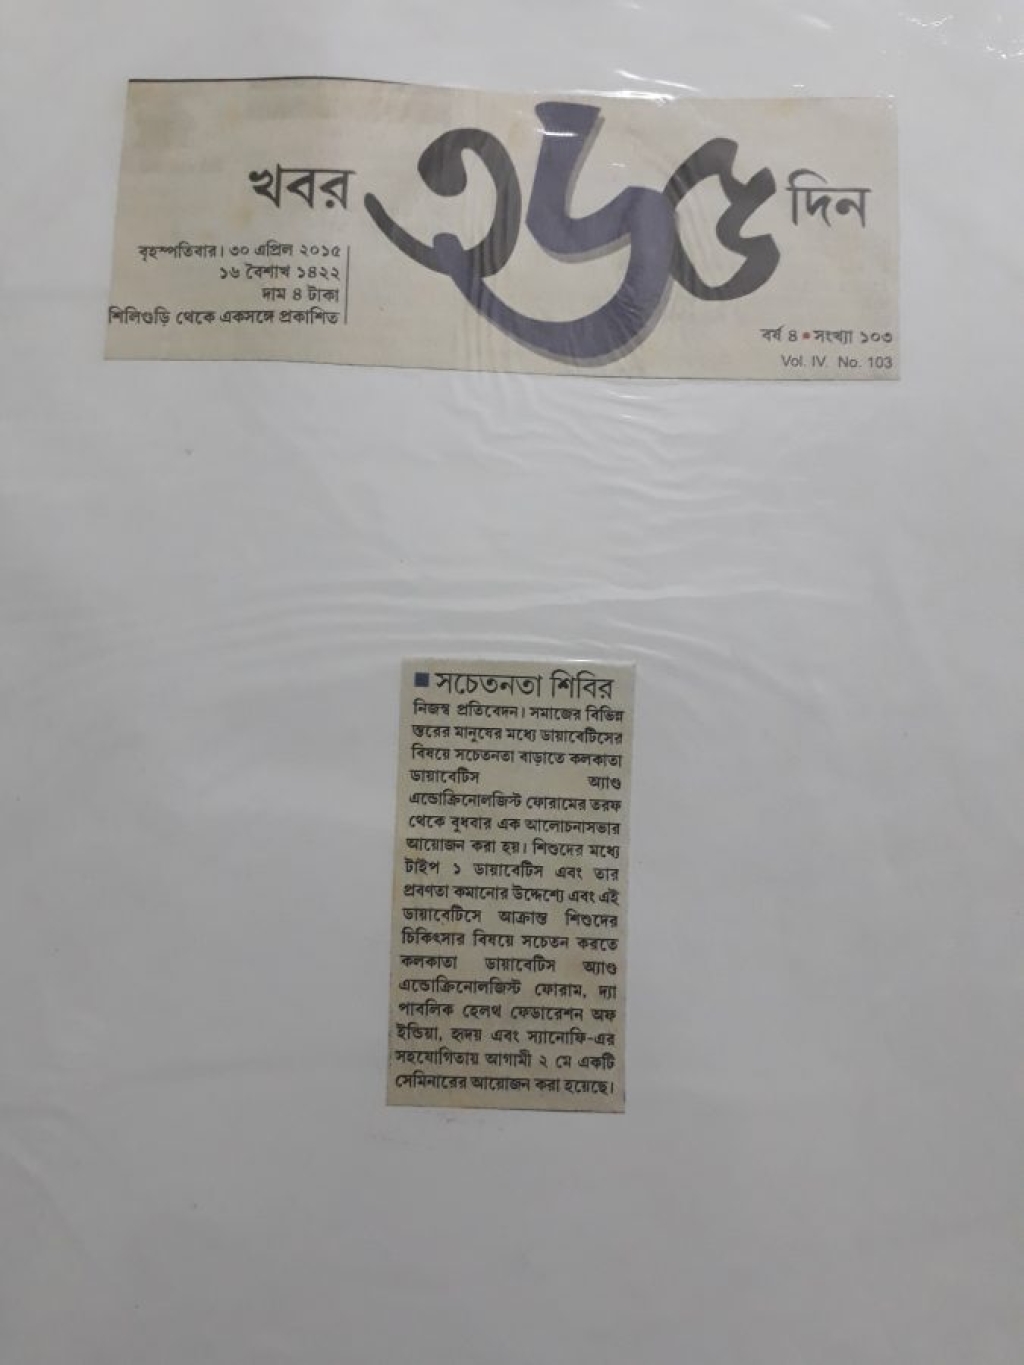 খবর ৩৬৫ দিন
বৃহস্পতিবার। ৩০ এপ্রিল ২০১৫
১৬ বৈশাখ ১৪২২
দাম ৪ টাকা
শিলিগুড়ি থেকে একসঙ্গে প্রকাশিত
বর্ষ ৪ • সংখ্যা ১০৩
Vol. IV. No. 103
সচেতনতা শিবির
নিজস্ব প্রতিবেদন। সমাজের বিভিন্ন
স্তরের মানুষের মধ্যে ডায়াবেটিসের
বিষয়ে সচেতনতা বাড়াতে কলকাতা
ডায়াবেটিস অ্যাণ্ড
এন্ডোক্রিনোলজিস্ট ফোরামের তরফ
থেকে বুধবার এক আলোচনাসভার
আয়োজন করা হয়। শিশুদের মধ্যে
টাইপ ১ ডায়াবেটিস এবং তার
প্রবণতা কমানোর উদ্দেশ্যে এবং এই
ডায়াবেটিসে আক্রান্ত শিশুদের
চিকিৎসার বিষয়ে সচেতন করতে
কলকাতা ডায়াবেটিস অ্যাণ্ড
এন্ডোক্রিনোলজিস্ট ফোরাম, দ্যা
পাবলিক হেলথ ফেডারেশন অফ
ইন্ডিয়া, হৃদয় এবং স্যানোফি-এর
সহযোগিতায় আগামী ২ মে একটি
সেমিনারের আয়োজন করা হয়েছে।